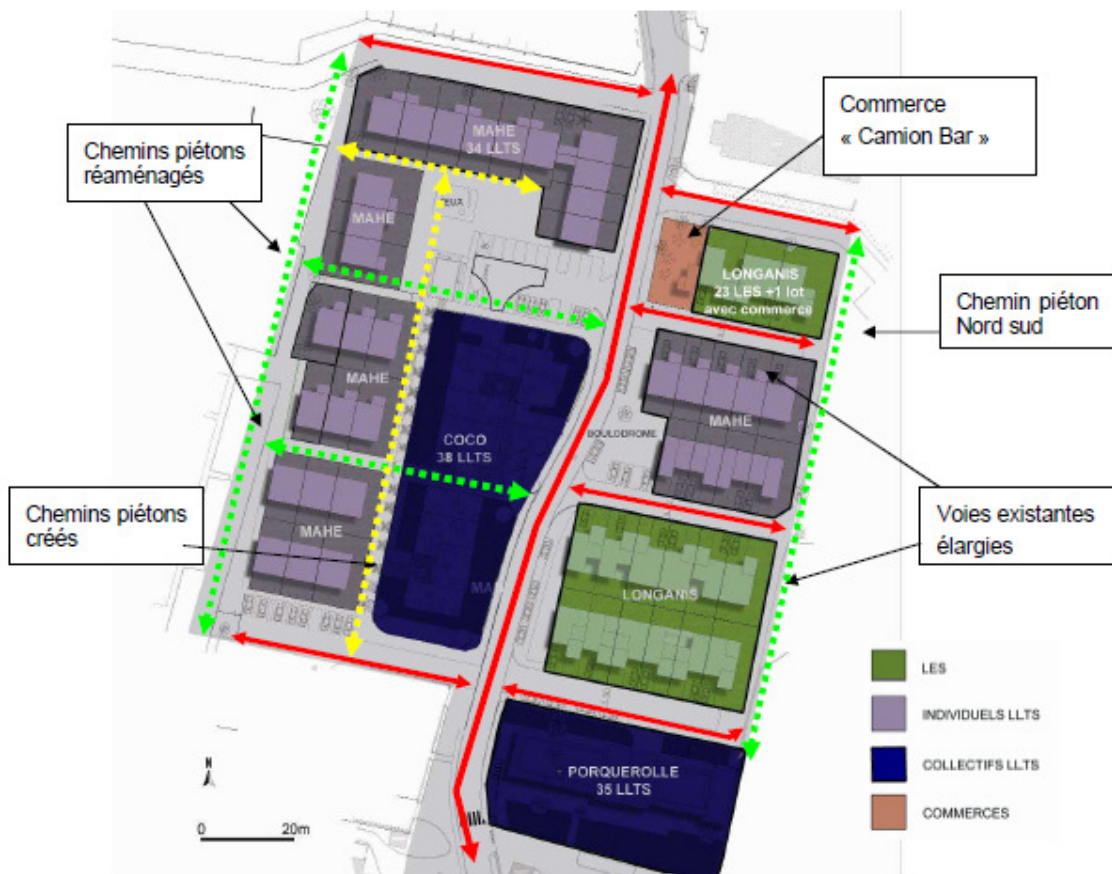 Commerce
« Camion Bar »
Chemins piétons
réaménagés
MAHE
34 LLTS
MAHE
JEUX
LONGANIS
23 LES +1 lot
avec commerce
Chemin piéton
Nord sud
MAHE
MAHE
BOULODROME
COCO
38 LLTS
Chemins piétons
créés
MAHE
Voies existantes
élargies
LONGANIS
LES
INDIVIDUELS LLTS
COLLECTIFS LLTS
COMMERCES
PORQUEROLLE
35 LLTS
N
0 20m